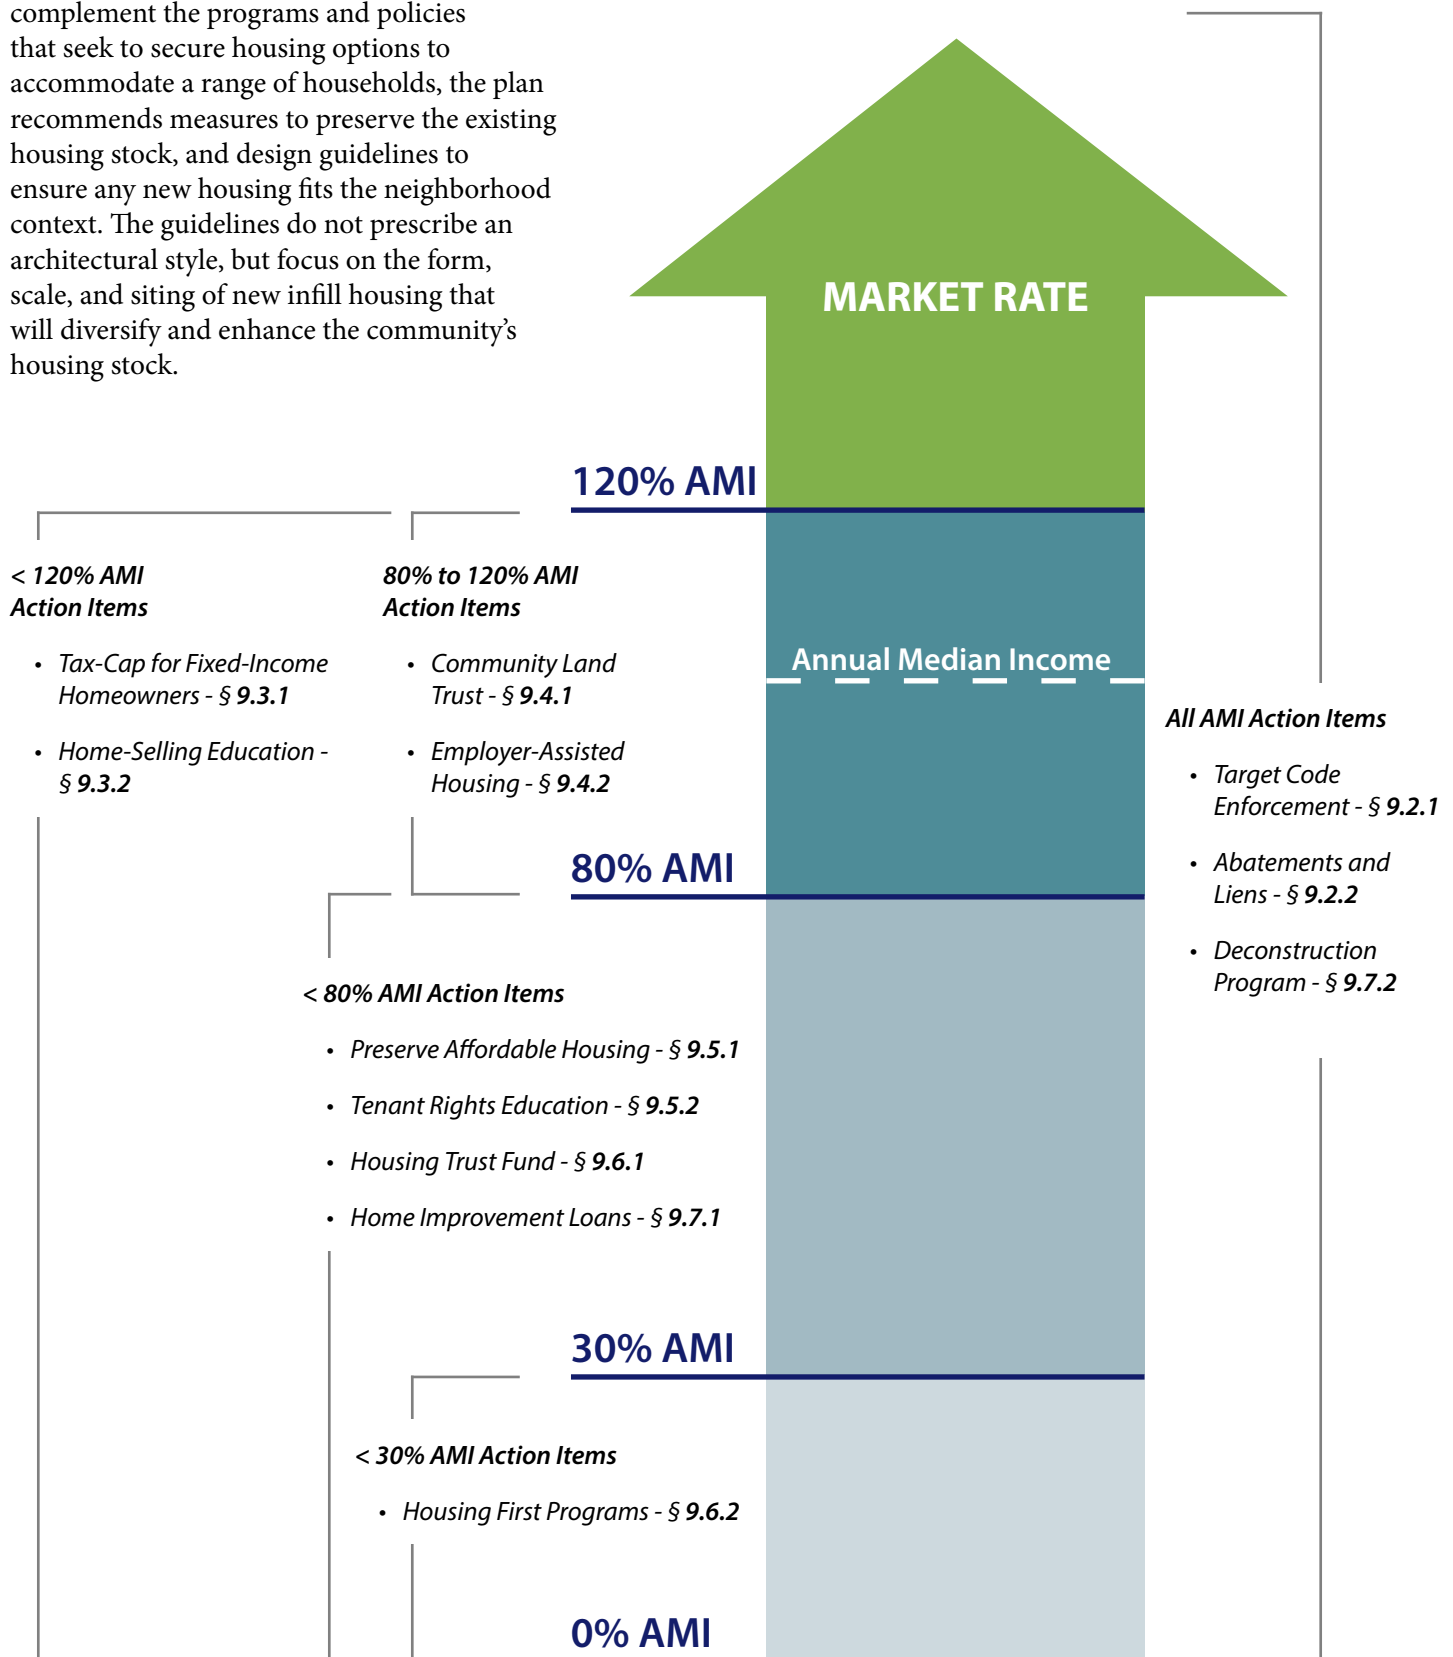 complement the programs and policies
that seek to secure housing options to
accommodate a range of households, the plan
recommends measures to preserve the existing
housing stock, and design guidelines to
ensure any new housing fits the neighborhood
context. The guidelines do not prescribe an
architectural style, but focus on the form,
scale, and siting of new infill housing that
will diversify and enhance the community’s
housing stock.
MARKET RATE
120% AMI
< 120% AMI
Action Items
• Tax-Cap for Fixed-Income
Homeowners - § 9.3.1
• Home-Selling Education -
§ 9.3.2
80% to 120% AMI
Action Items
• Community Land
Trust - § 9.4.1
• Employer-Assisted
Housing - § 9.4.2
Annual Median Income
All AMI Action Items
• Target Code
Enforcement - § 9.2.1
• Abatements and
Liens - § 9.2.2
• Deconstruction
Program - § 9.7.2
80% AMI
< 80% AMI Action Items
• Preserve Affordable Housing - § 9.5.1
• Tenant Rights Education - § 9.5.2
• Housing Trust Fund - § 9.6.1
• Home Improvement Loans - § 9.7.1
30% AMI
< 30% AMI Action Items
• Housing First Programs - § 9.6.2
0% AMI